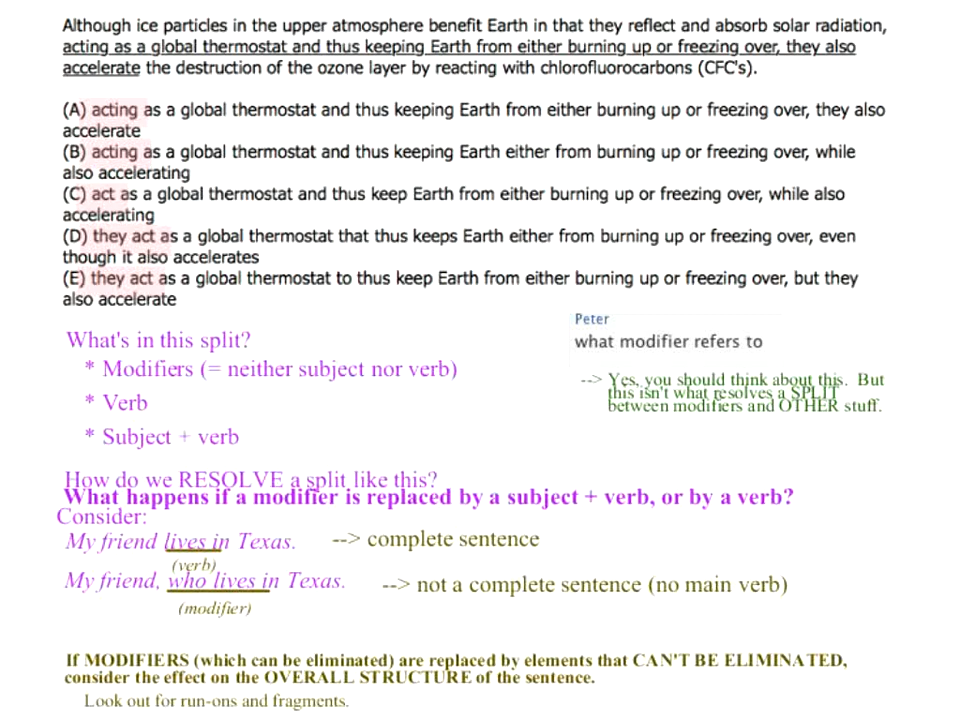 Although ice particles in the upper atmosphere benefit Earth in that they reflect and absorb solar radiation,
acting as a global thermostat and thus keeping Earth from either burning up or freezing over, they also
accelerate the destruction of the ozone layer by reacting with chlorofluorocarbons (CFC's).
(A) acting as a global thermostat and thus keeping Earth from either burning up or freezing over, they also
accelerate
(B) acting as a global thermostat and thus keeping Earth either from burning up or freezing over, while
also accelerating
(C) act as a global thermostat and thus keep Earth from either burning up or freezing over, while also
accelerating
(D) they act as a global thermostat that thus keeps Earth either from burning up or freezing over, even
though it also accelerates
(E) they act as a global thermostat to thus keep Earth from either burning up or freezing over, but they
also accelerate
What's in this split?
* Modifiers (= neither subject nor verb)
* Verb
* Subject + verb
Peter
what modifier refers to
--> Yes, you should think about this. But
this isn't what resolves a SPLIT
between modifiers and OTHER stuff.
How do we RESOLVE a split like this?
What happens if a modifier is replaced by a subject + verb, or by a verb?
Consider:
My friend lives in Texas. --> complete sentence
(verb)
My friend, who lives in Texas. --> not a complete sentence (no main verb)
(modifier)
If MODIFIERS (which can be eliminated) are replaced by elements that CAN'T BE ELIMINATED,
consider the effect on the OVERALL STRUCTURE of the sentence.
Look out for run-ons and fragments.